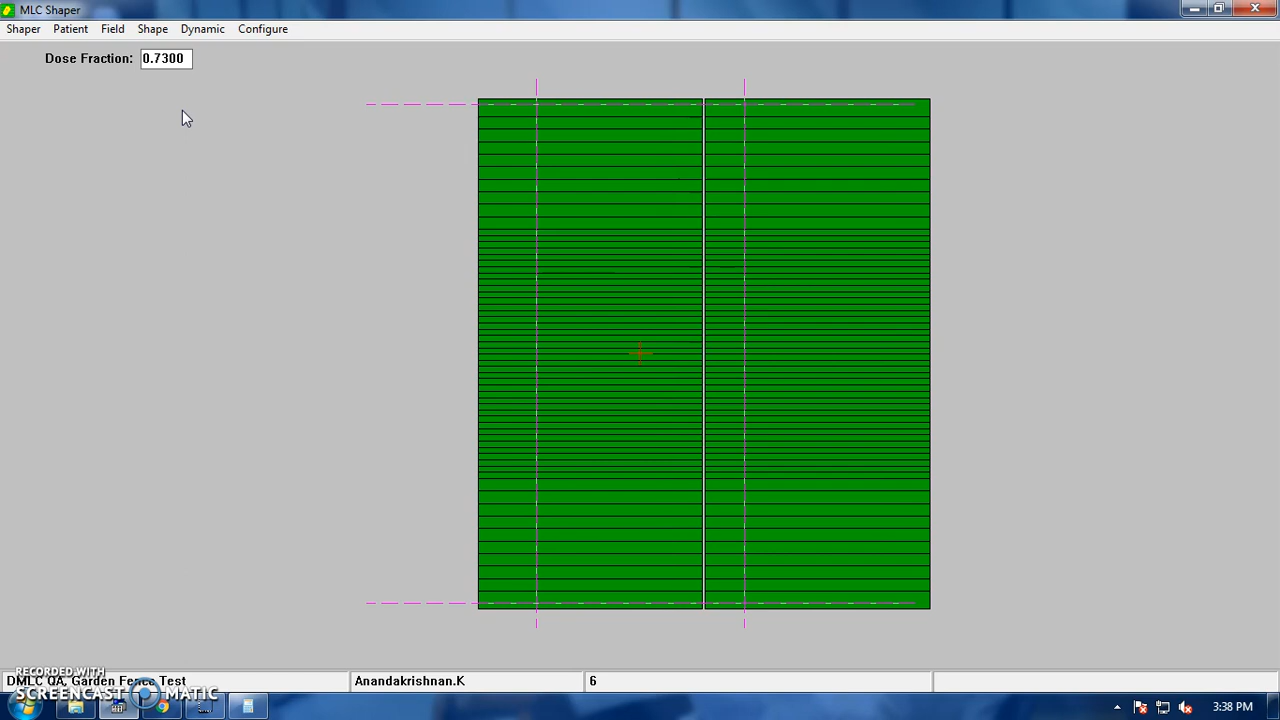 MLC Shaper
Shaper Patient Field Shape Dynamic Configure
Dose Fraction: 0.7300
RECORDED WITH
DMLC QA, Garden Fence Test Anandakrishnan.K 6
SCREENCAST MATIC
3:38 PM